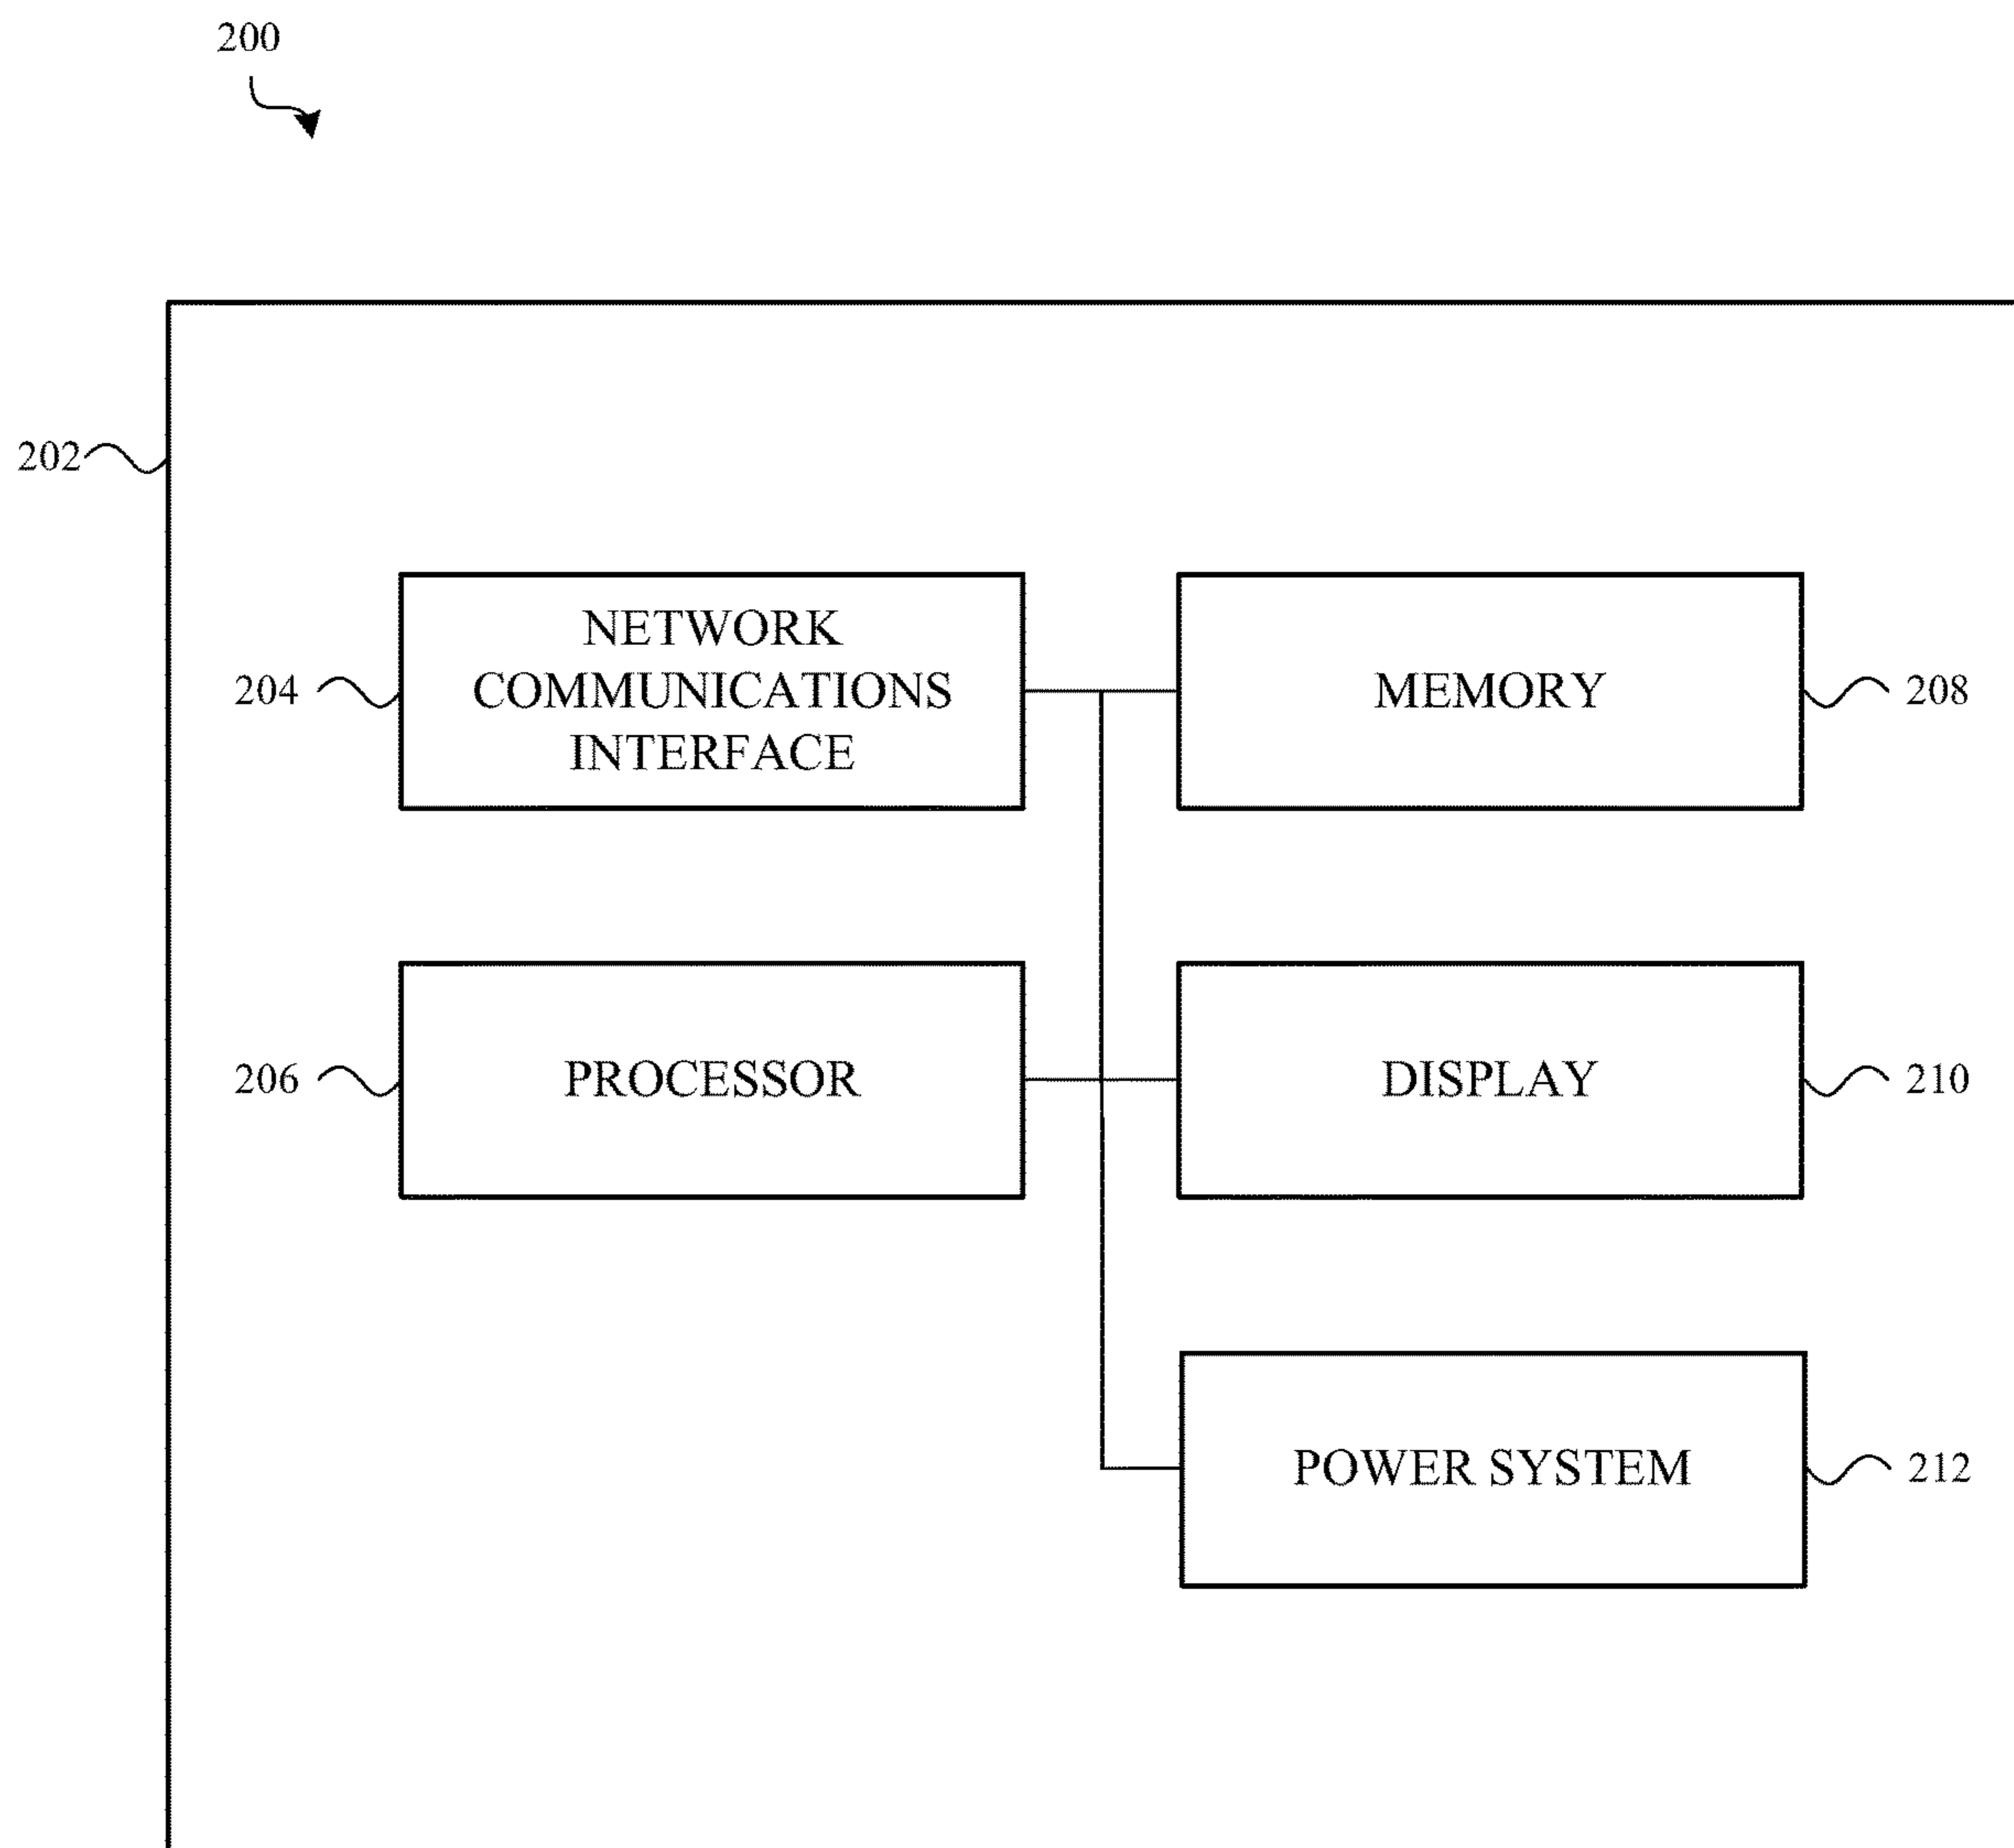 200
202
NETWORK
COMMUNICATIONS
INTERFACE
204
MEMORY
208
206
PROCESSOR
DISPLAY
210
POWER SYSTEM
212